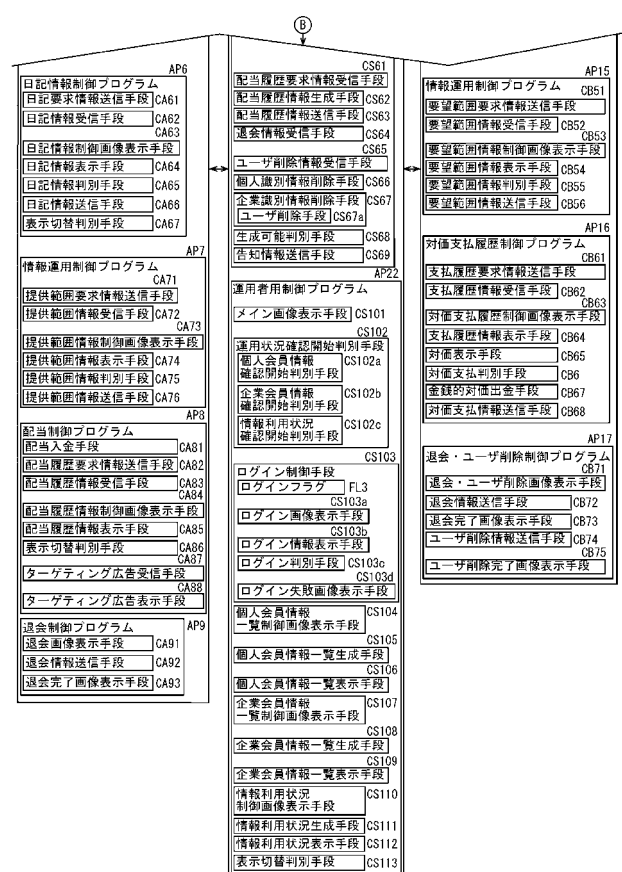 B
AP6
日記情報制御プログラム
日記要求情報送信手段 CA61
日記情報受信手段 CA62
CA63
日記情報制御画像表示手段
日記情報表示手段 CA64
日記情報判別手段 CA65
日記情報送信手段 CA66
表示切替判別手段 CA67
AP7
情報運用制御プログラム
CA71
提供範囲要求情報送信手段
提供範囲情報受信手段 CA72
CA73
提供範囲情報制御画像表示手段
提供範囲情報表示手段 CA74
提供範囲情報判別手段 CA75
提供範囲情報送信手段 CA76
AP8
配当制御プログラム
配当入金手段 CA81
配当履歴要求情報送信手段 CA82
配当履歴情報受信手段 CA83
CA84
配当履歴情報制御画像表示手段
配当履歴情報表示手段 CA85
表示切替判別手段 CA86
CA87
ターゲティング広告受信手段
CA88
ターゲティング広告表示手段
退会制御プログラム AP9
退会画像表示手段 CA91
退会情報送信手段 CA92
退会完了画像表示手段 CA93
CS61
配当履歴要求情報受信手段
配当履歴情報生成手段 CS62
配当履歴情報送信手段 CS63
退会情報受信手段 CS64
CS65
ユーザ削除情報受信手段
個人識別情報削除手段 CS66
企業識別情報削除手段 CS67
ユーザ削除手段 CS67a
生成可能判別手段 CS68
告知情報送信手段 CS69
AP22
運用者用制御プログラム
メイン画像表示手段 CS101
CS102
運用状況確認開始判別手段
個人会員情報 CS102a
確認開始判別手段
企業会員情報 CS102b
確認開始判別手段
情報利用状況 CS102c
確認開始判別手段
CS103
ログイン制御手段
ログインフラグ FL3
CS103a
ログイン画像表示手段
CS103b
ログイン情報表示手段
ログイン判別手段 CS103c
CS103d
ログイン失敗画像表示手段
個人会員情報 CS104
一覧制御画像表示手段
CS105
個人会員情報一覧生成手段
CS106
個人会員情報一覧表示手段
企業会員情報 CS107
一覧制御画像表示手段
CS108
企業会員情報一覧生成手段
CS109
企業会員情報一覧表示手段
情報利用状況 CS110
制御画像表示手段
情報利用状況生成手段 CS111
情報利用状況表示手段 CS112
表示切替判別手段 CS113
AP15
情報運用制御プログラム
CB51
要望範囲要求情報送信手段
要望範囲情報受信手段 CB52
CB53
要望範囲情報制御画像表示手段
要望範囲情報表示手段 CB54
要望範囲情報判別手段 CB55
要望範囲情報送信手段 CB56
AP16
対価支払履歴制御プログラム
CB61
支払履歴要求情報送信手段
支払履歴情報受信手段 CB62
CB63
対価支払履歴制御画像表示手段
支払履歴情報表示手段 CB64
対価表示手段 CB65
対価支払判別手段 CB6
金銭的対価出金手段 CB67
対価支払情報送信手段 CB68
AP17
退会・ユーザ削除制御プログラム
CB71
退会・ユーザ削除画像表示手段
退会情報送信手段 CB72
退会完了画像表示手段 CB73
ユーザ削除情報送信手段 CB74
CB75
ユーザ削除完了画像表示手段